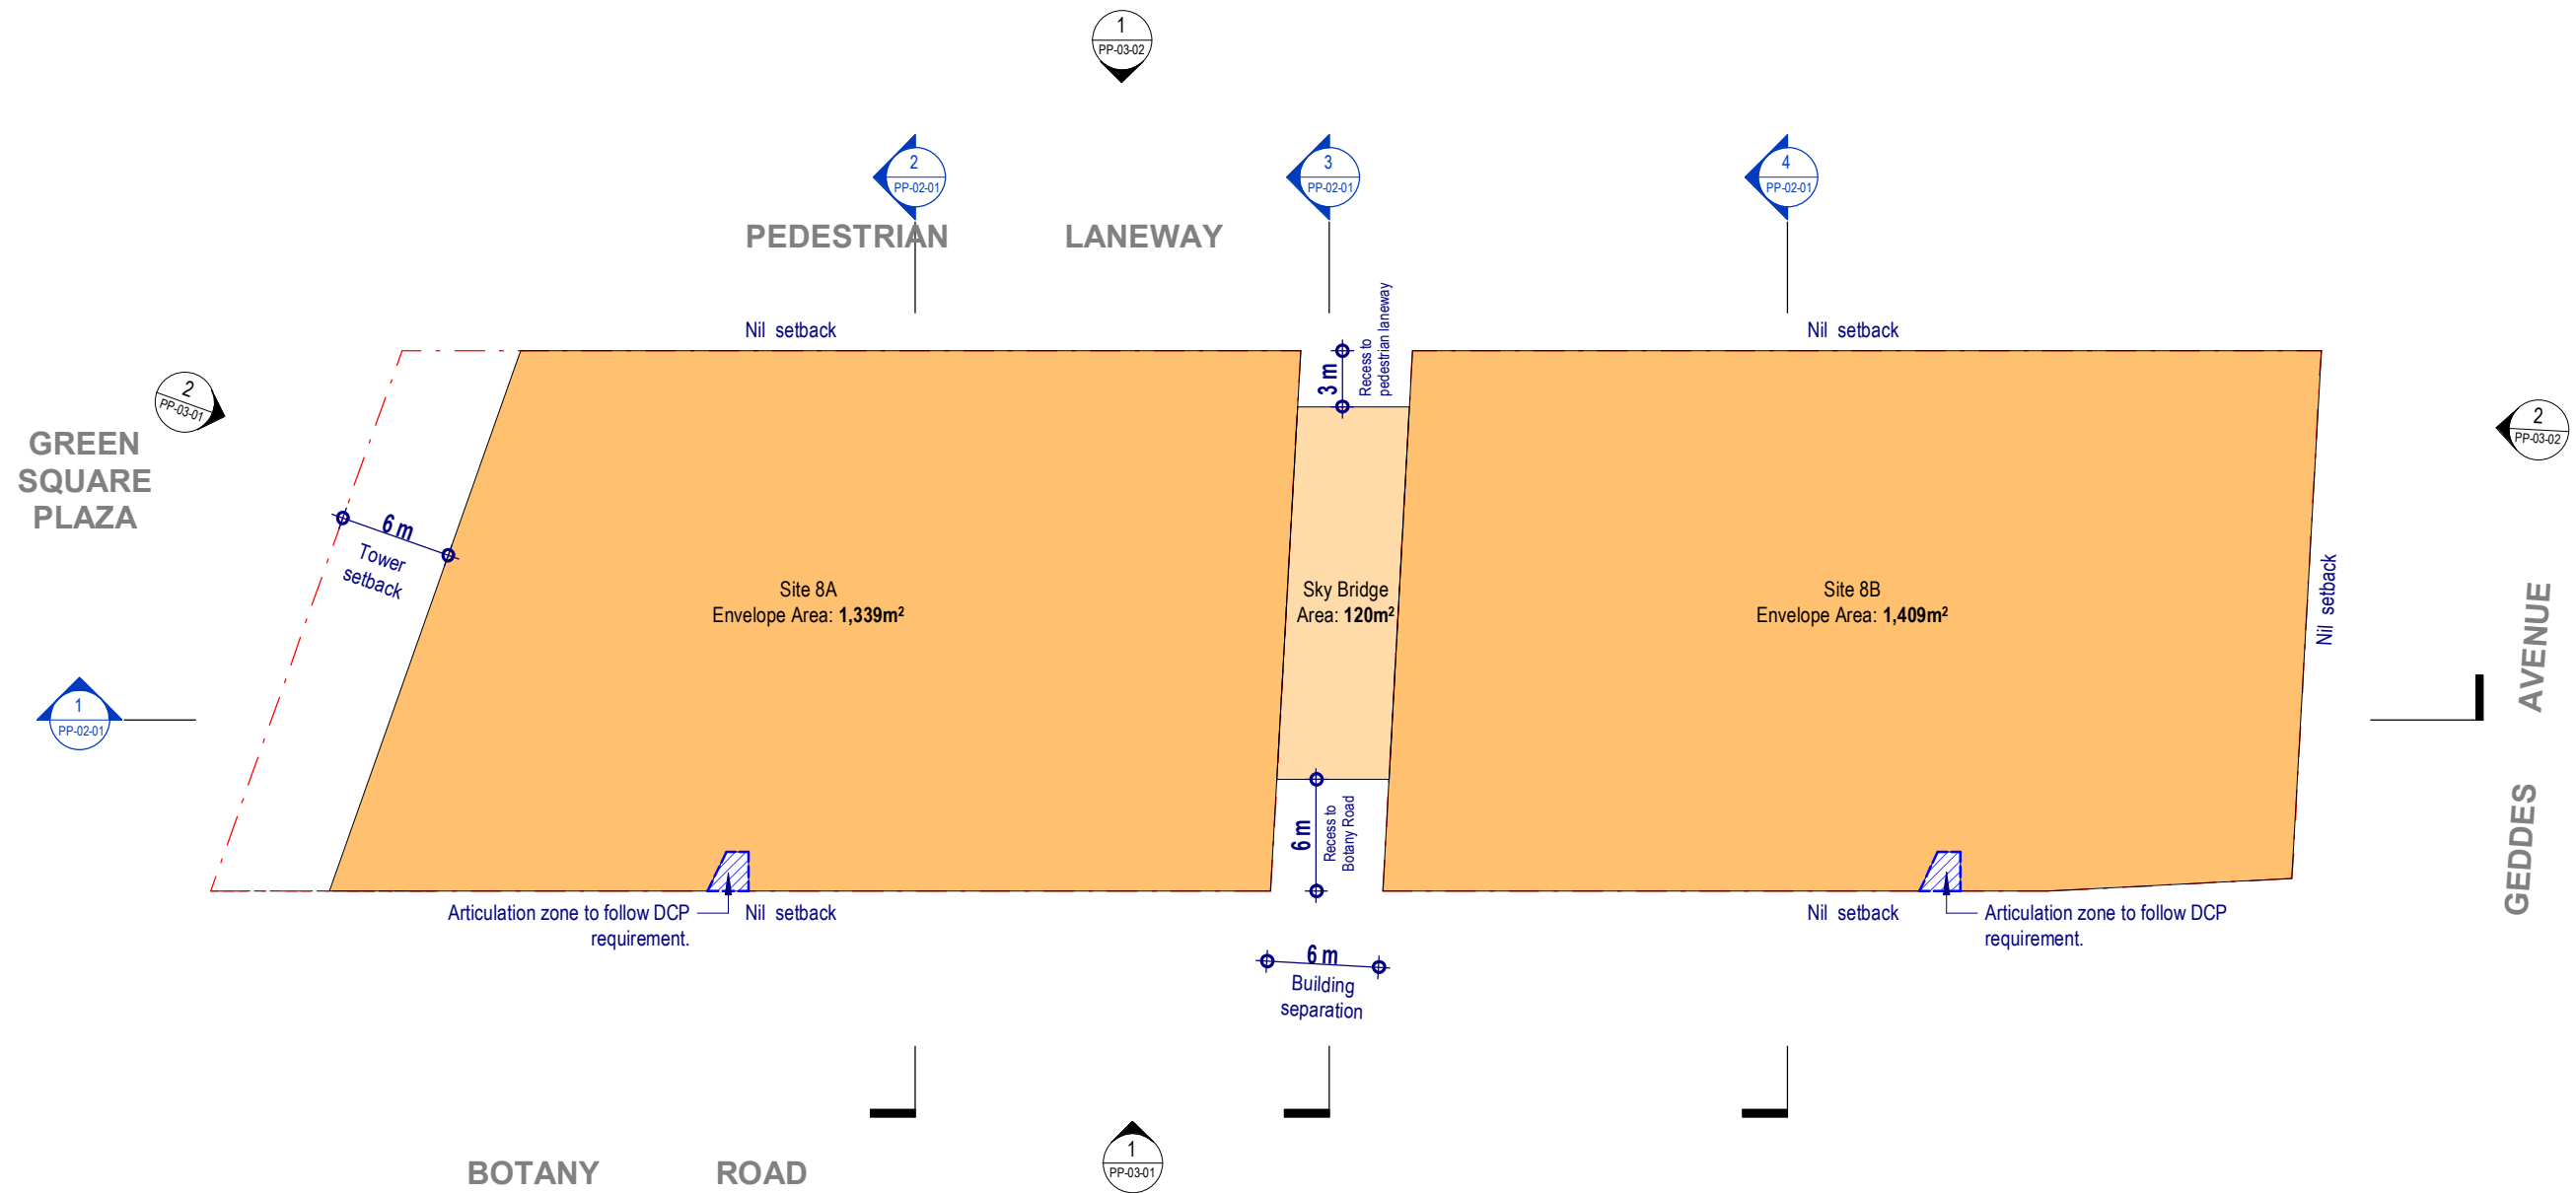 1
PP-03-02
2
PP-02-01
3
PP-02-01
4
PP-02-01
PEDESTRIAN LANEWAY
Nil setback
Nil setback
3 m
Recess to
pedestrian laneway
2
PP-03-01
2
PP-03-02
GREEN
SQUARE
PLAZA
6 m
Tower
setback
Site 8A
Envelope Area: 1,339m²
Sky Bridge
Area: 120m²
Site 8B
Envelope Area: 1,409m²
Nil setback
GEDDES AVENUE
1
PP-02-01
6 m
Recess to
Botany Road
Articulation zone to follow DCP
requirement.
Nil setback
Nil setback
Articulation zone to follow DCP
requirement.
6 m
Building
separation
BOTANY ROAD
1
PP-03-01